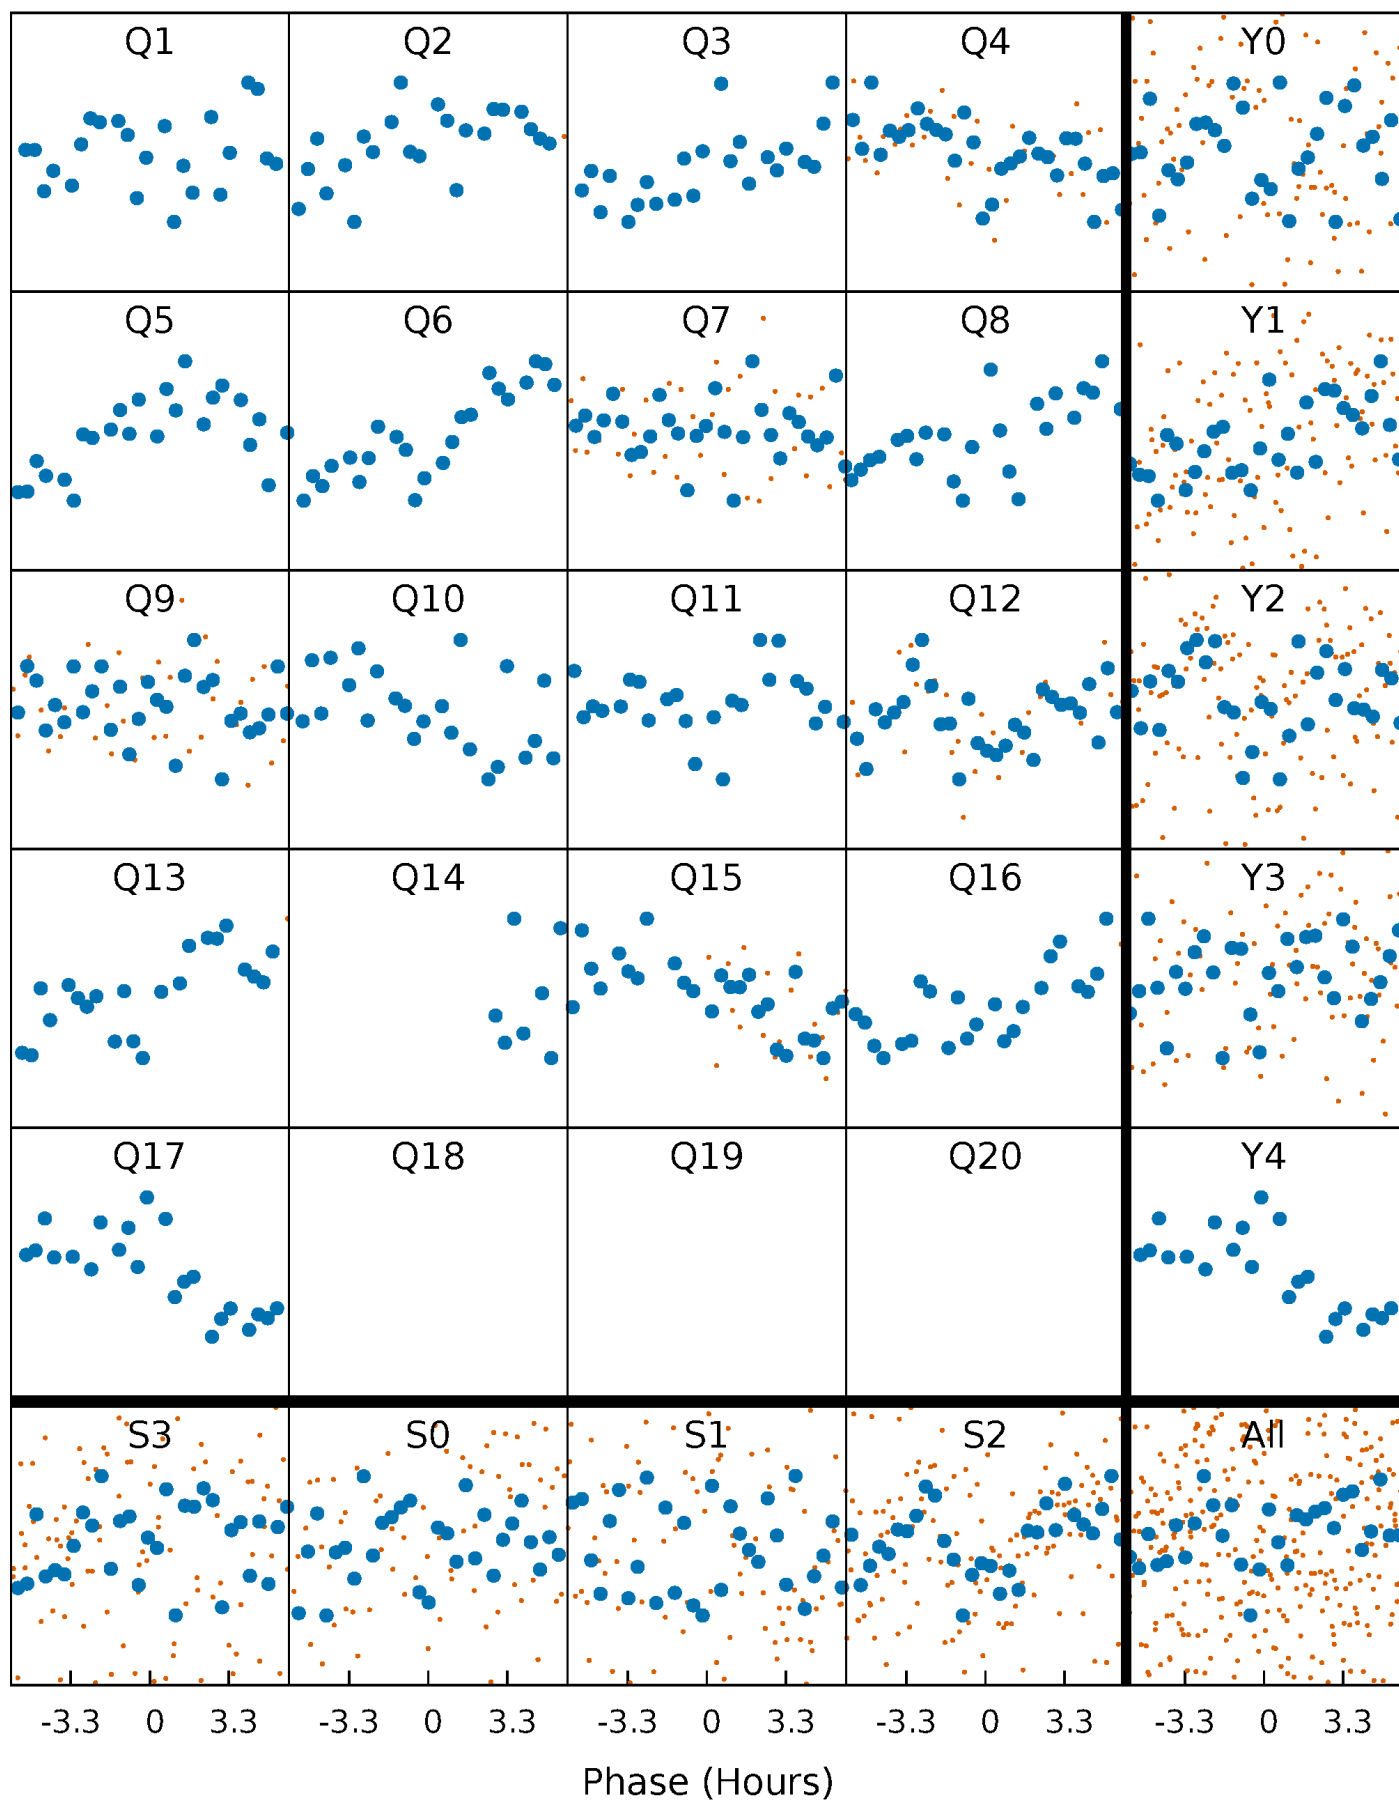 Q1 Q2 Q3 Q4 Y0
Q5 Q6 Q7 Q8 Y1
Q9 Q10 Q11 Q12 Y2
Q13 Q14 Q15 Q16 Y3
Q17 Q18 Q19 Q20 Y4
S3 S0 S1 S2 All
-3.3 0 3.3 -3.3 0 3.3 -3.3 0 3.3 -3.3 0 3.3 -3.3 0 3.3
Phase (Hours)